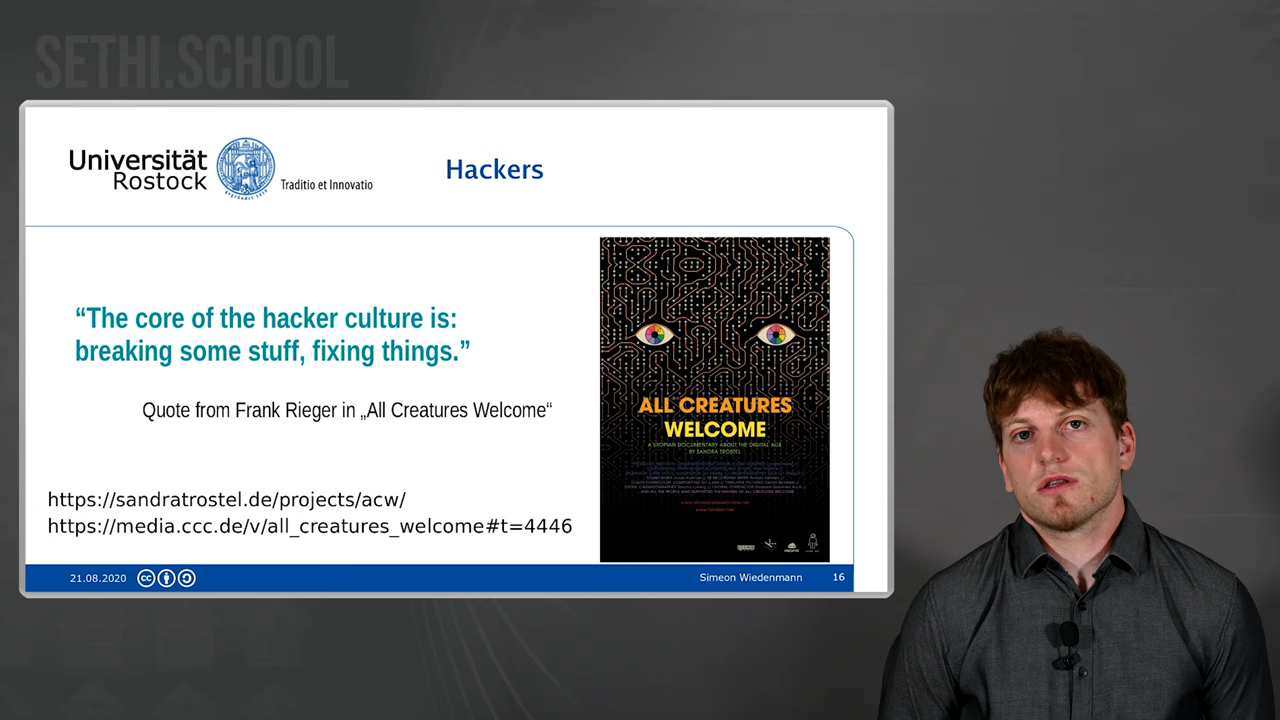 SETHI.SCHOOL
Universität
Rostock
Traditio et Innovatio
Hackers
“The core of the hacker culture is:
breaking some stuff, fixing things.”
Quote from Frank Rieger in „All Creatures Welcome“
https://sandratrostel.de/projects/acw/
https://media.ccc.de/v/all_creatures_welcome#t=4446
ALL CREATURES
WELCOME
A UTOPIAN DOCUMENTARY ABOUT THE DIGITAL AGE
BY SANDRA TROSTEL
21.08.2020
cc
Simeon Wiedenmann
16